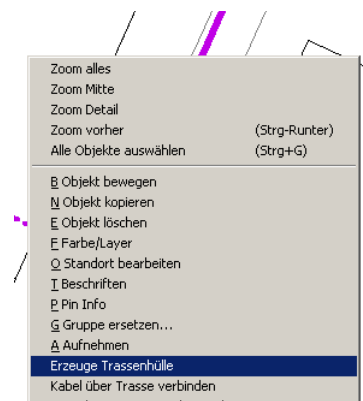 Zoom alles
Zoom Mitte
Zoom Detail
Zoom vorher (Strg-Runter)
Alle Objekte auswählen (Strg+G)
B Objekt bewegen
N Objekt kopieren
E Objekt löschen
F Farbe/Layer
O Standort bearbeiten
T Beschriften
P Pin Info
G Gruppe ersetzen...
A Aufnehmen
Erzeuge Trassenhülle
Kabel über Trasse verbinden